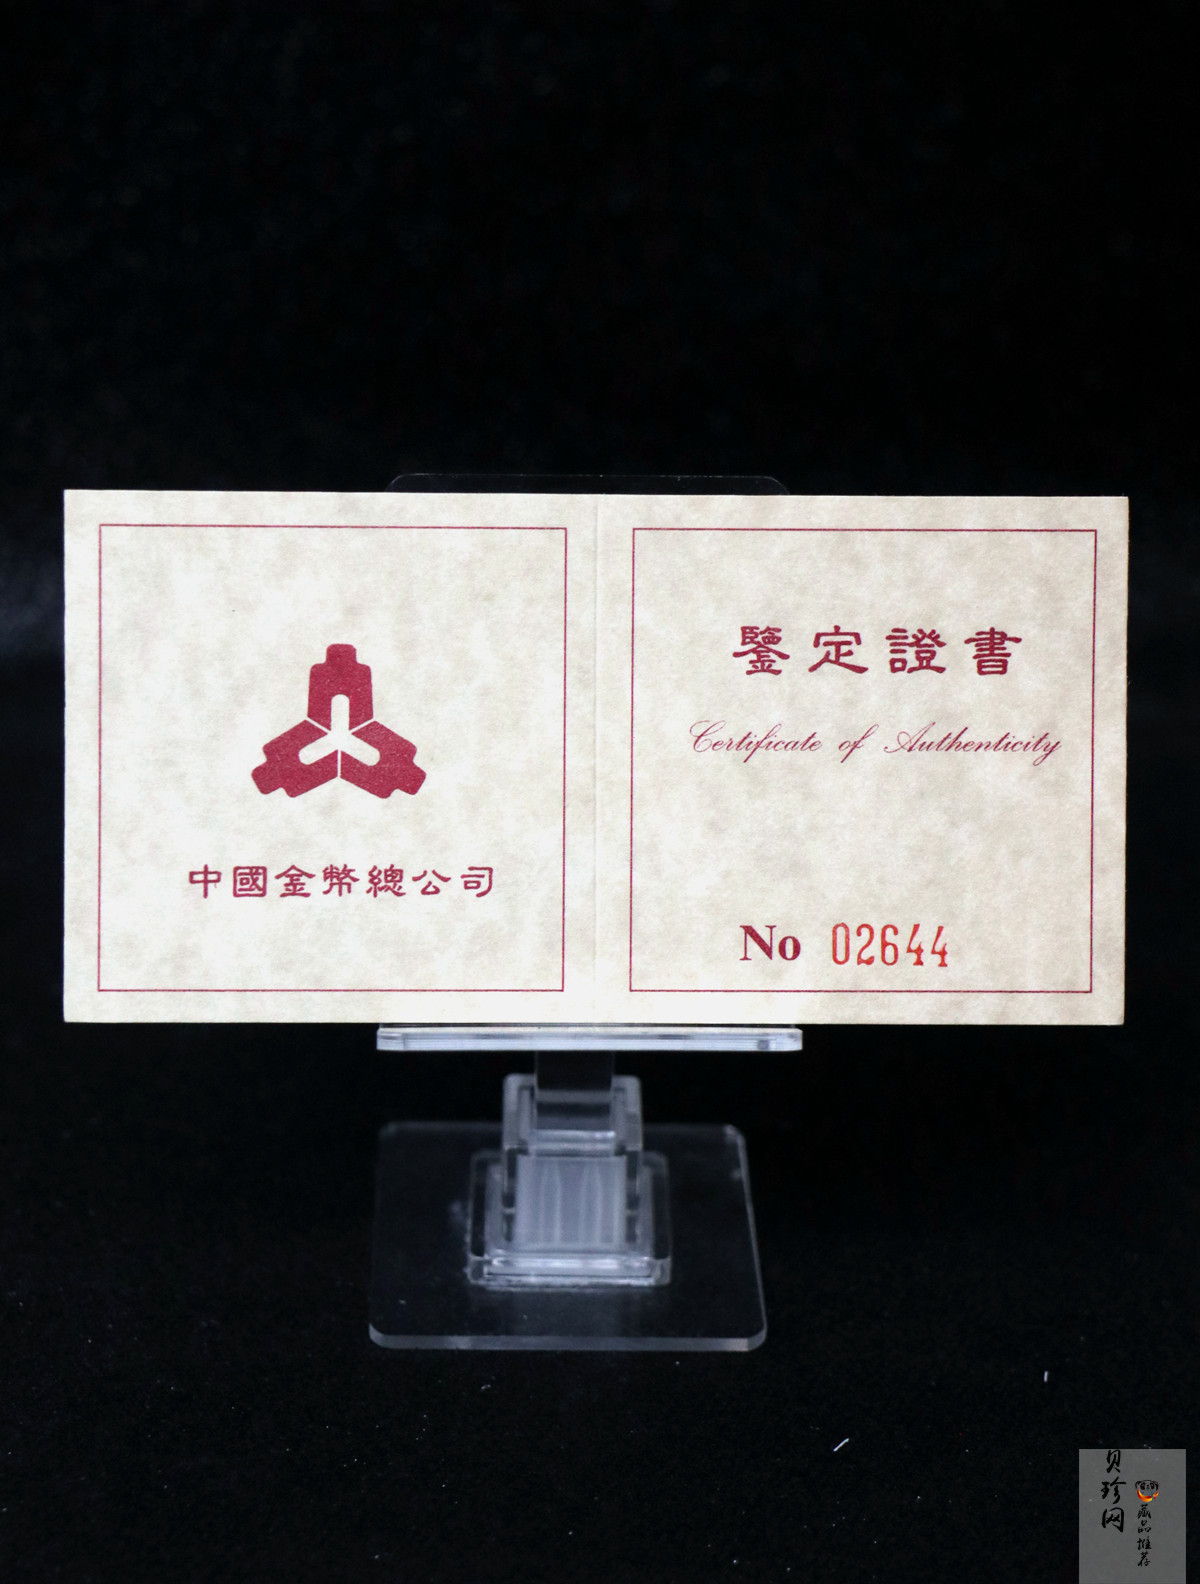 中國金幣總公司
鑒定證書
Certificate of Authenticity
No 02644
贝珍网
藏品推荐